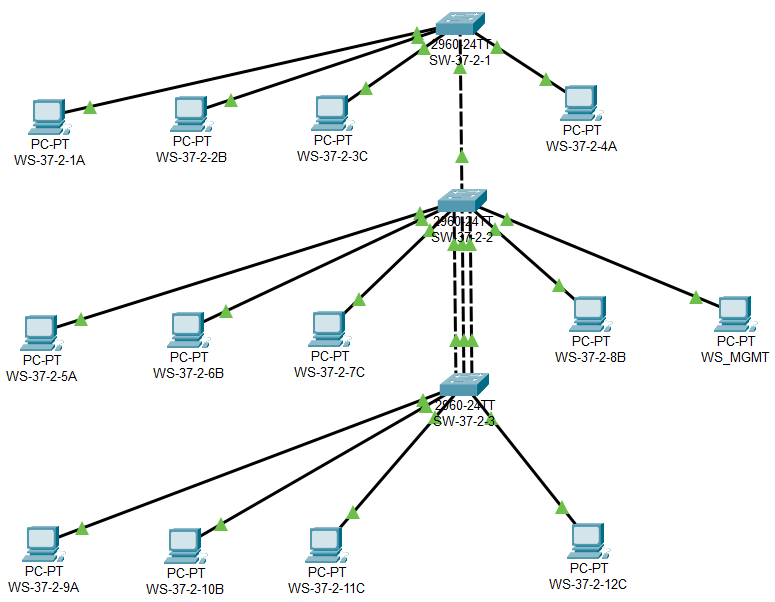 2960-24TT
SW-37-2-1
PC-PT
WS-37-2-1A
PC-PT
WS-37-2-2B
PC-PT
WS-37-2-3C
PC-PT
WS-37-2-4A
2960-24TT
SW-37-2-2
PC-PT
WS-37-2-5A
PC-PT
WS-37-2-6B
PC-PT
WS-37-2-7C
PC-PT
WS-37-2-8B
PC-PT
WS_MGMT
2960-24TT
SW-37-2-3
PC-PT
WS-37-2-9A
PC-PT
WS-37-2-10B
PC-PT
WS-37-2-11C
PC-PT
WS-37-2-12C